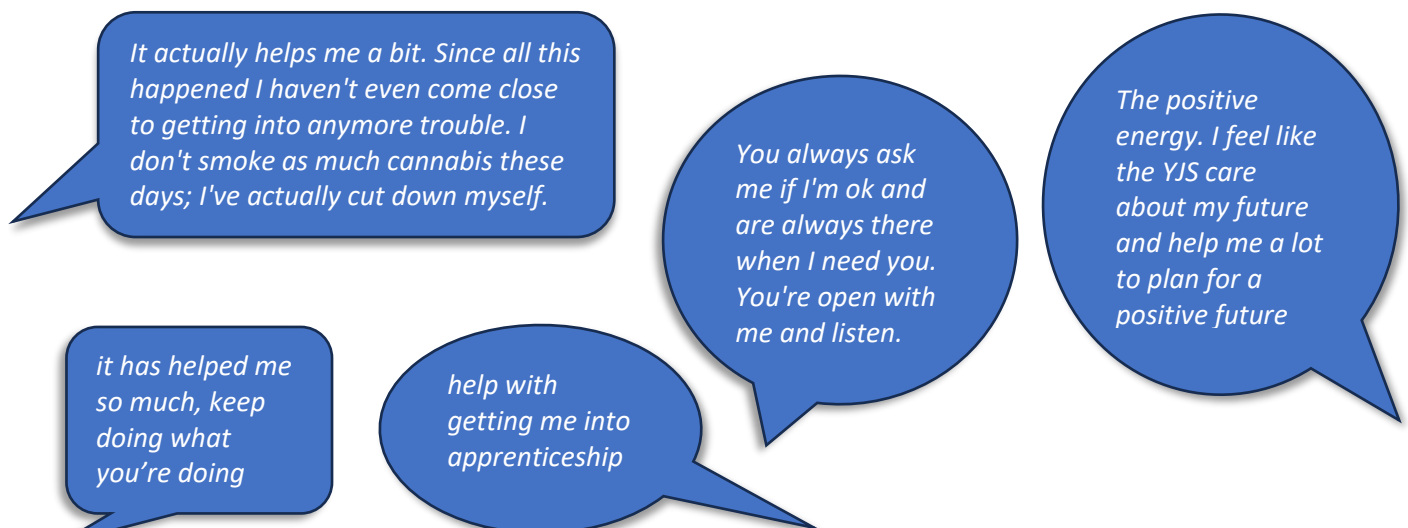 It actually helps me a bit. Since all this
happened I haven't even come close
to getting into anymore trouble. I
don't smoke as much cannabis these
days; I've actually cut down myself.
You always ask
me if I'm ok and
are always there
when I need you.
You're open with
me and listen.
The positive
energy. I feel like
the YJS care
about my future
and help me a lot
to plan for a
positive future
it has helped me
so much, keep
doing what
you’re doing
help with
getting me into
apprenticeship